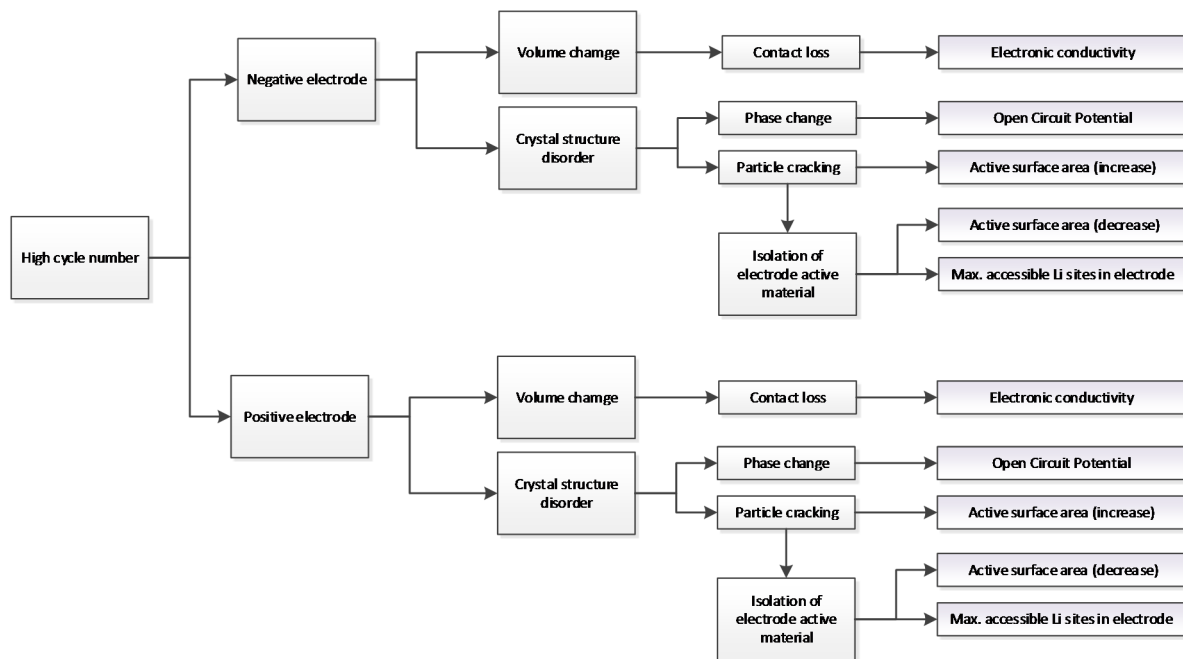 Volume chamge
Contact loss
Electronic conductivity
Negative electrode
Phase change
Open Circuit Potential
Crystal structure
disorder
Particle cracking
Active surface area (increase)
Active surface area (decrease)
High cycle number
Isolation of
electrode active
material
Max. accessible Li sites in electrode
Volume chamge
Contact loss
Electronic conductivity
Positive electrode
Phase change
Open Circuit Potential
Crystal structure
disorder
Particle cracking
Active surface area (increase)
Active surface area (decrease)
Isolation of
electrode active
material
Max. accessible Li sites in electrode